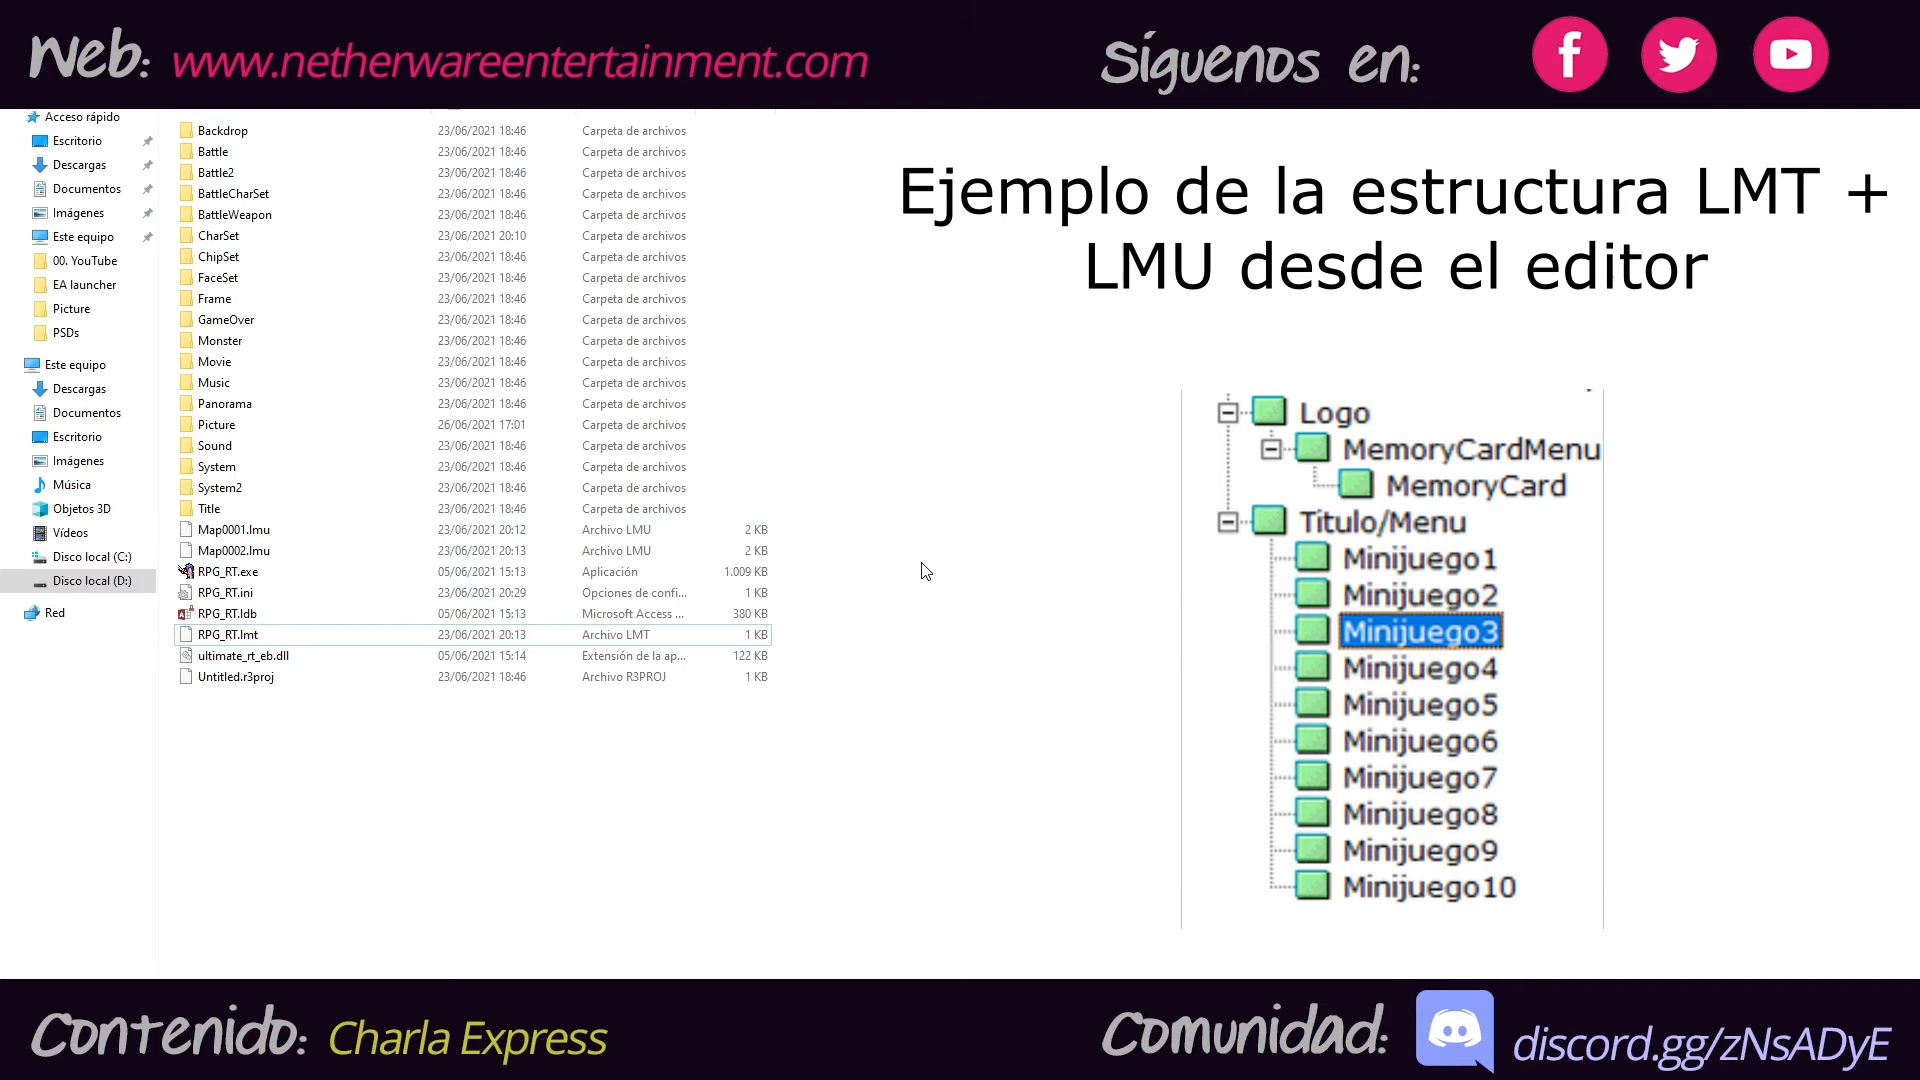 Web: www.netherwareentertainment.com
Síguenos en:
Acceso rápido
Escritorio
Descargas
Documentos
Imágenes
Este equipo
00. YouTube
EA launcher
Picture
PSDs
Este equipo
Descargas
Documentos
Escritorio
Imágenes
Música
Objetos 3D
Vídeos
Disco local (C:)
Disco local (D:)
Red
Backdrop 23/06/2021 18:46 Carpeta de archivos
Battle 23/06/2021 18:46 Carpeta de archivos
Battle2 23/06/2021 18:46 Carpeta de archivos
BattleCharSet 23/06/2021 18:46 Carpeta de archivos
BattleWeapon 23/06/2021 18:46 Carpeta de archivos
CharSet 23/06/2021 20:10 Carpeta de archivos
ChipSet 23/06/2021 18:46 Carpeta de archivos
FaceSet 23/06/2021 18:46 Carpeta de archivos
Frame 23/06/2021 18:46 Carpeta de archivos
GameOver 23/06/2021 18:46 Carpeta de archivos
Monster 23/06/2021 18:46 Carpeta de archivos
Movie 23/06/2021 18:46 Carpeta de archivos
Music 23/06/2021 18:46 Carpeta de archivos
Panorama 23/06/2021 18:46 Carpeta de archivos
Picture 26/06/2021 17:01 Carpeta de archivos
Sound 23/06/2021 18:46 Carpeta de archivos
System 23/06/2021 18:46 Carpeta de archivos
System2 23/06/2021 18:46 Carpeta de archivos
Title 23/06/2021 18:46 Carpeta de archivos
Map0001.lmu 23/06/2021 20:12 Archivo LMU 2 KB
Map0002.lmu 23/06/2021 20:13 Archivo LMU 2 KB
RPG_RT.exe 05/06/2021 15:13 Aplicación 1.009 KB
RPG_RT.ini 23/06/2021 20:29 Opciones de confi... 1 KB
RPG_RT.ldb 05/06/2021 15:13 Microsoft Access ... 380 KB
RPG_RT.lmt 23/06/2021 20:13 Archivo LMT 1 KB
ultimate_rt_eb.dll 05/06/2021 15:14 Extensión de la ap... 122 KB
Untitled.r3proj 23/06/2021 18:46 Archivo R3PROJ 1 KB
Ejemplo de la estructura LMT +
LMU desde el editor
Logo
MemoryCardMenu
MemoryCard
Titulo/Menu
Minijuego1
Minijuego2
Minijuego3
Minijuego4
Minijuego5
Minijuego6
Minijuego7
Minijuego8
Minijuego9
Minijuego10
Contenido: Charla Express
Comunidad: discord.gg/zNsADyE